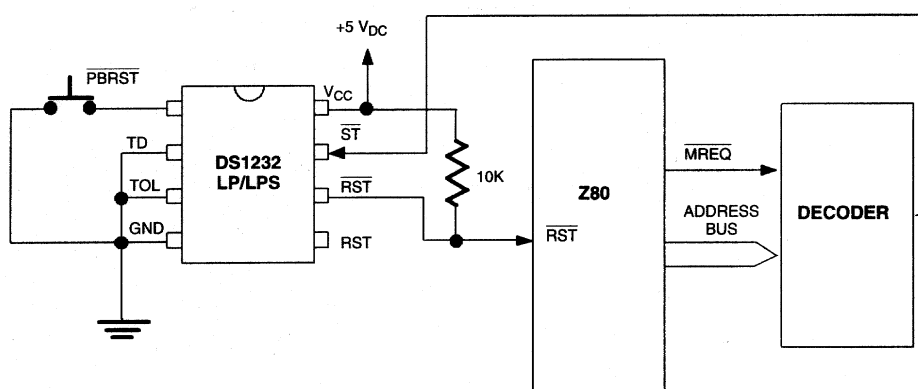 +5 VDC
PBRST
VCC
TD
ST
DS1232
LP/LPS
TOL
RST
GND
RST
10K
Z80
RST
MREQ
ADDRESS
BUS
DECODER